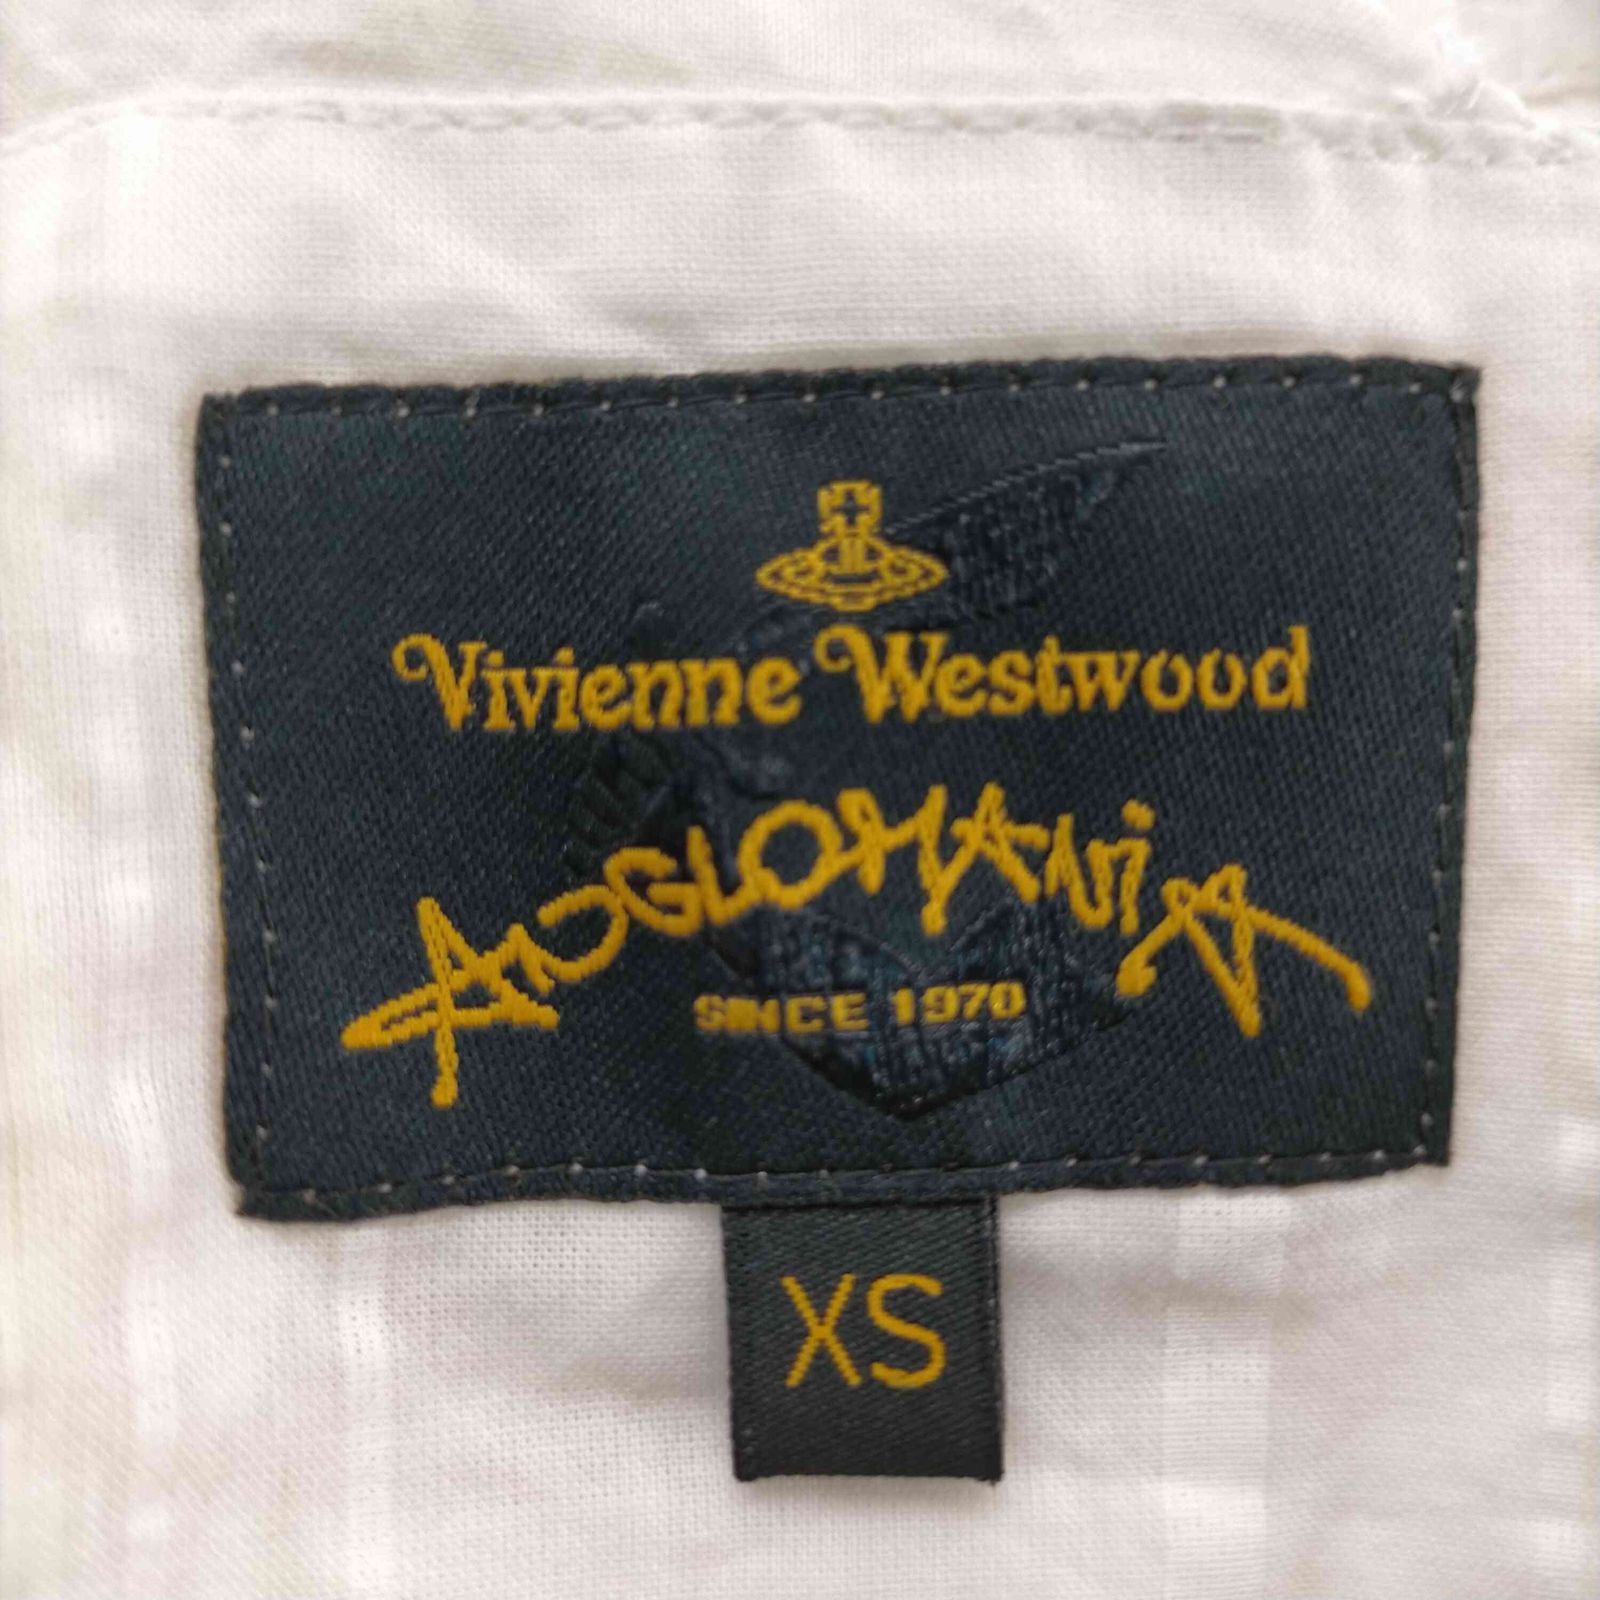 Vivienne Westwood
ANGLOMANiA
SINCE 1970
XS